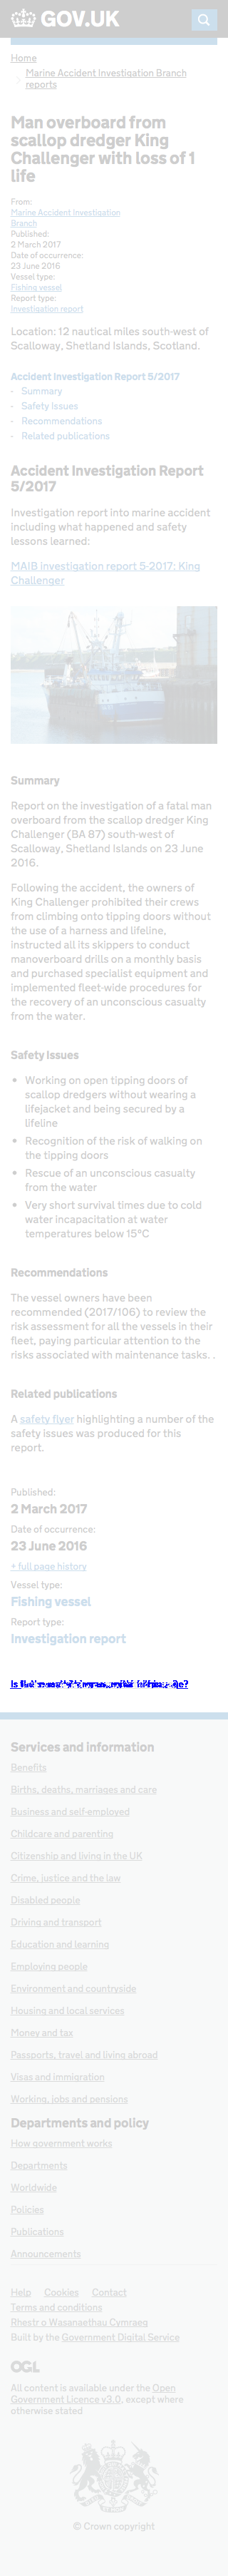 GOV.UK
Home
Marine Accident Investigation Branch
reports
Man overboard from
scallop dredger King
Challenger with loss of 1
life
From:
Marine Accident Investigation
Branch
Published:
2 March 2017
Date of occurrence:
23 June 2016
Vessel type:
Fishing vessel
Report type:
Investigation report
Location: 12 nautical miles south-west of
Scalloway, Shetland Islands, Scotland.
Accident Investigation Report 5/2017
Summary
Safety Issues
Recommendations
Related publications
Accident Investigation Report
5/2017
Investigation report into marine accident
including what happened and safety
lessons learned:
MAIB investigation report 5-2017: King
Challenger
Summary
Report on the investigation of a fatal man
overboard from the scallop dredger King
Challenger (BA 87) south-west of
Scalloway, Shetland Islands on 23 June
2016.
Following the accident, the owners of
King Challenger prohibited their crews
from climbing onto tipping doors without
the use of a harness and lifeline,
instructed all its skippers to conduct
manoverboard drills on a monthly basis
and purchased specialist equipment and
implemented fleet-wide procedures for
the recovery of an unconscious casualty
from the water.
Safety Issues
Working on open tipping doors of
scallop dredgers without wearing a
lifejacket and being secured by a
lifeline
Recognition of the risk of walking on
the tipping doors
Rescue of an unconscious casualty
from the water
Very short survival times due to cold
water incapacitation at water
temperatures below 15°C
Recommendations
The vessel owners have been
recommended (2017/106) to review the
risk assessment for all the vessels in their
fleet, paying particular attention to the
risks associated with maintenance tasks. .
Related publications
A safety flyer highlighting a number of the
safety issues was produced for this
report.
Published:
2 March 2017
Date of occurrence:
23 June 2016
+ full page history
Vessel type:
Fishing vessel
Report type:
Investigation report
Services and information
Benefits
Births, deaths, marriages and care
Business and self-employed
Childcare and parenting
Citizenship and living in the UK
Crime, justice and the law
Disabled people
Driving and transport
Education and learning
Employing people
Environment and countryside
Housing and local services
Money and tax
Passports, travel and living abroad
Visas and immigration
Working, jobs and pensions
Departments and policy
How government works
Departments
Worldwide
Policies
Publications
Announcements
Help Cookies Contact
Terms and conditions
Rhestr o Wasanaethau Cymraeg
Built by the Government Digital Service
OGL
All content is available under the Open
Government Licence v3.0, except where
otherwise stated
© Crown copyright